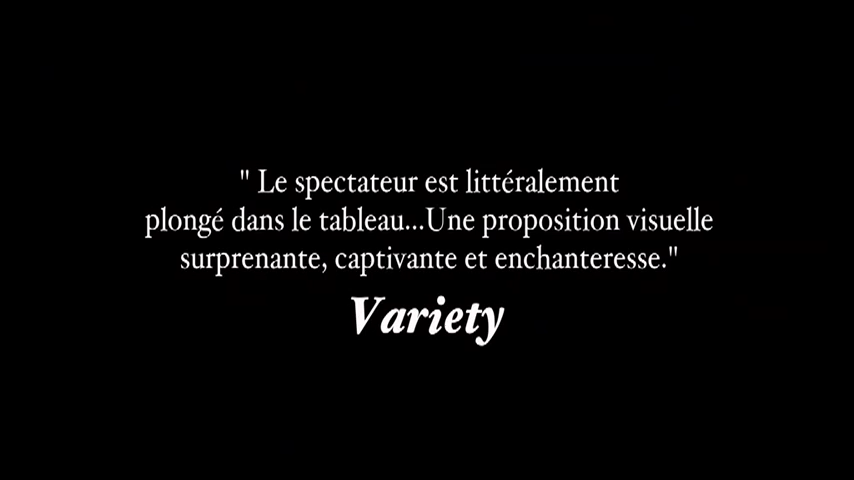 " Le spectateur est littéralement
plongé dans le tableau...Une proposition visuelle
surprenante, captivante et enchanteresse."
Variety